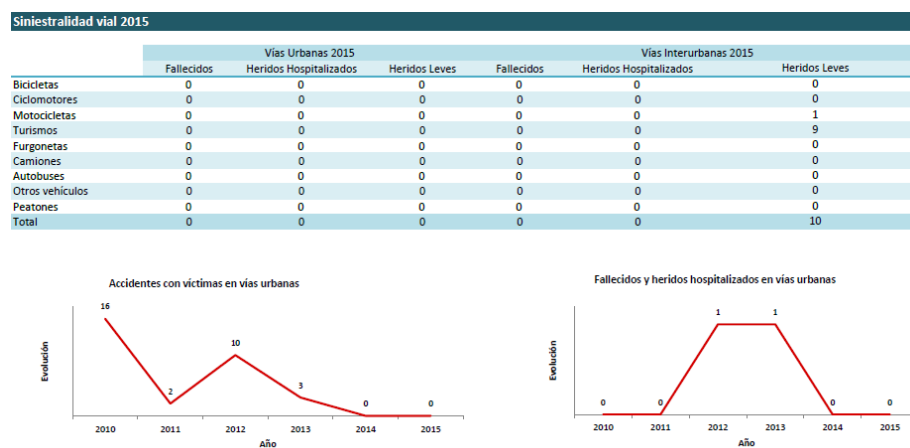 Siniestralidad vial 2015
Vías Urbanas 2015 Vías Interurbanas 2015
Fallecidos Heridos Hospitalizados Heridos Leves Fallecidos Heridos Hospitalizados Heridos Leves
Bicicletas 0 0 0 0 0 0
Ciclomotores 0 0 0 0 0 0
Motocicletas 0 0 0 0 0 1
Turismos 0 0 0 0 0 9
Furgonetas 0 0 0 0 0 0
Camiones 0 0 0 0 0 0
Autobuses 0 0 0 0 0 0
Otros vehículos 0 0 0 0 0 0
Peatones 0 0 0 0 0 0
Total 0 0 0 0 0 10
Accidentes con víctimas en vías urbanas
16
10
2
3
0 0
Evolución
2010 2011 2012 2013 2014 2015
Año
Fallecidos y heridos hospitalizados en vías urbanas
1 1
0 0 0 0
Evolución
2010 2011 2012 2013 2014 2015
Año